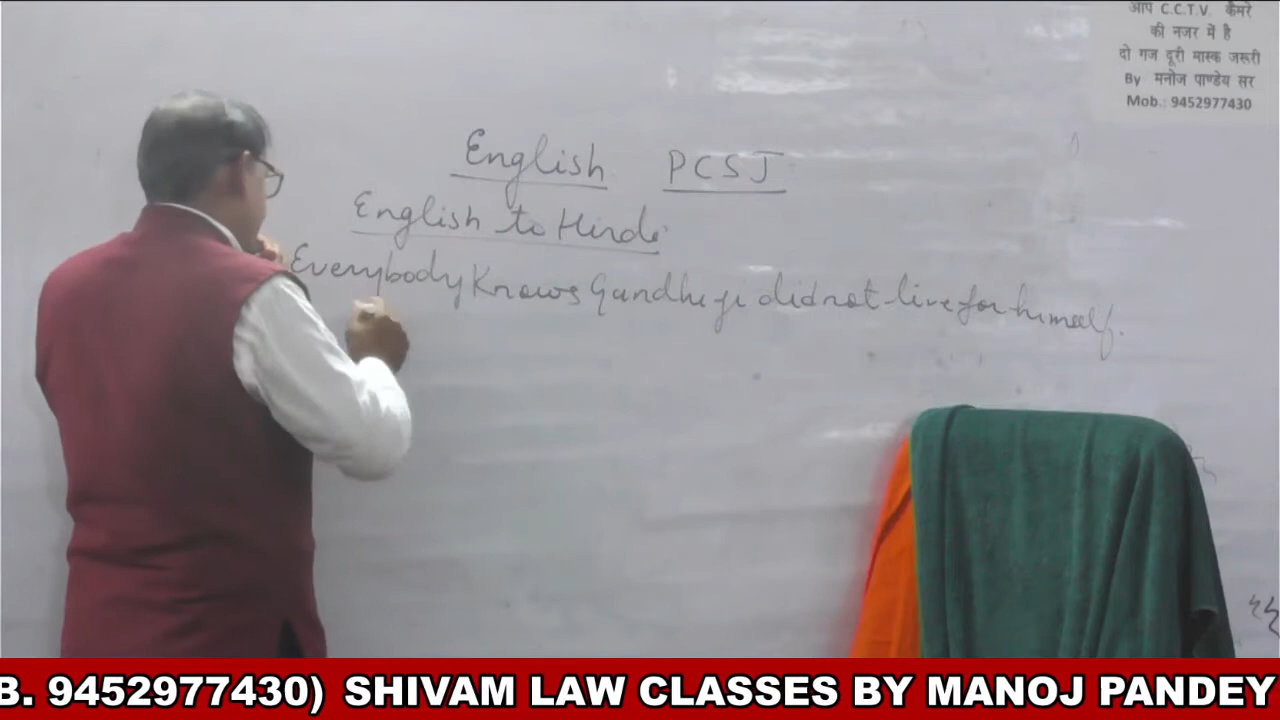 आप C.C.T.V. कैमरे
की नजर में है
दो गज दूरी मास्क जरूरी
By मनोज पाण्डेय सर
Mob.: 9452977430
English PCSJ
English to Hindi
Everybody Knows Gandhi ji did not live for himself.
B. 9452977430) SHIVAM LAW CLASSES BY MANOJ PANDEY